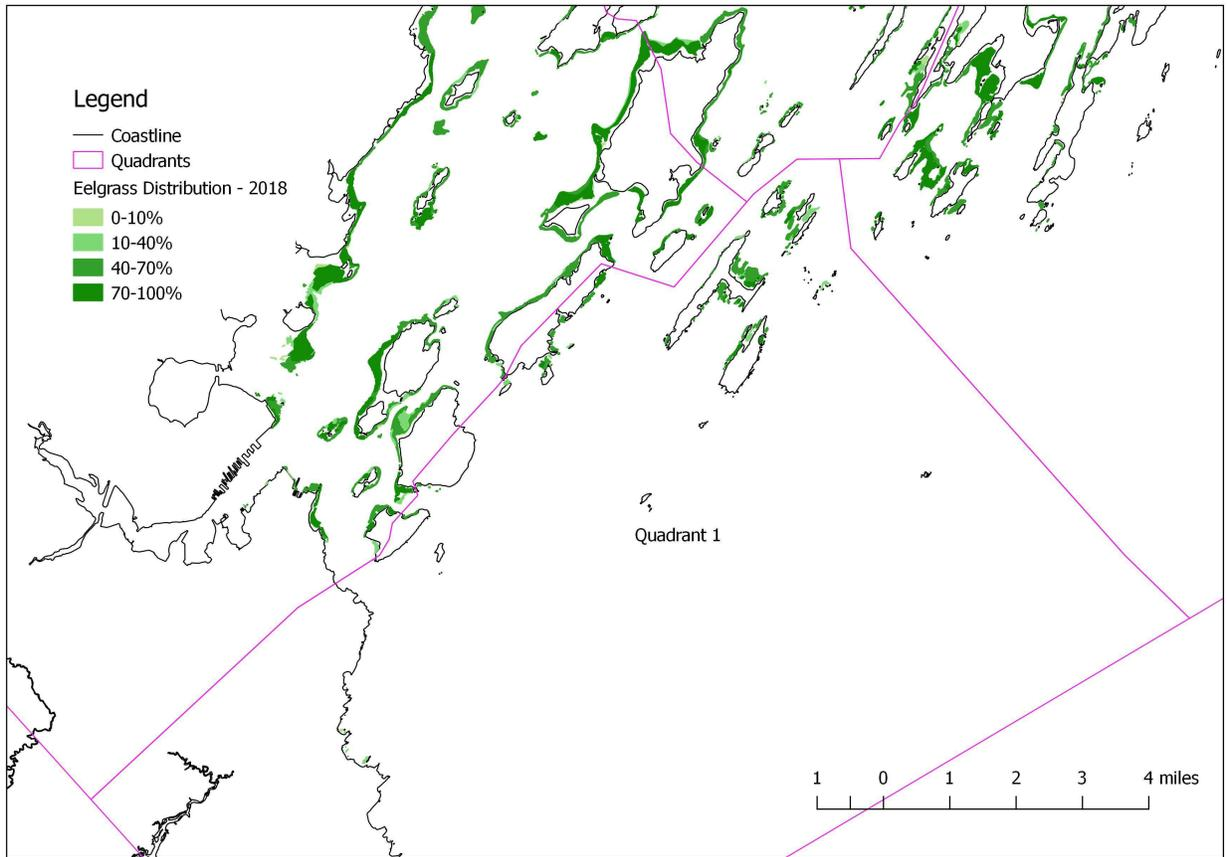 Legend
Coastline
Quadrants
Eelgrass Distribution - 2018
0-10%
10-40%
40-70%
70-100%
Quadrant 1
1 0 1 2 3 4 miles